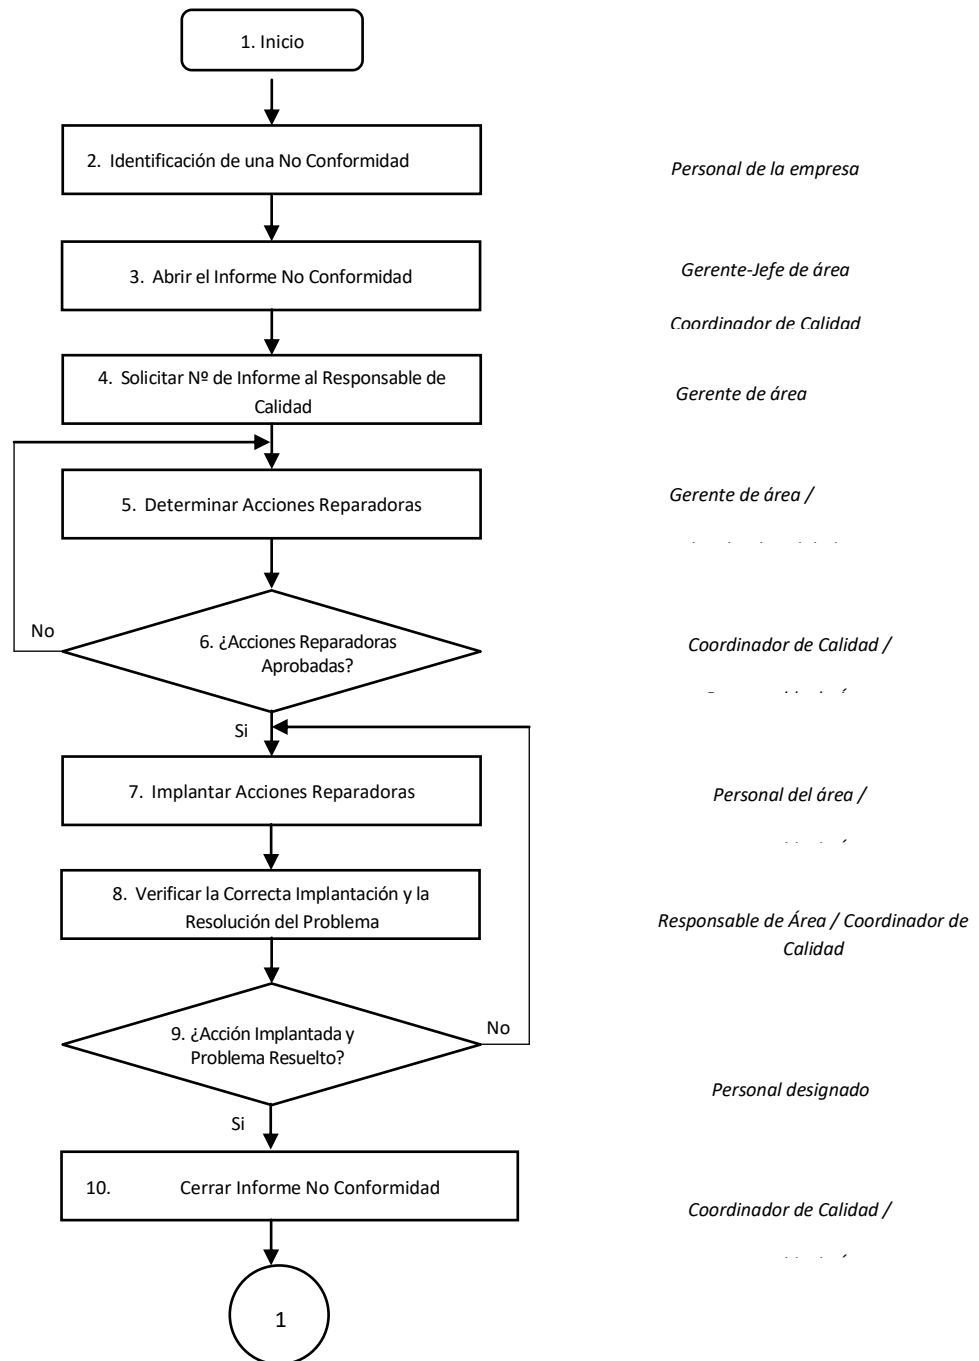 1. Inicio
2. Identificación de una No Conformidad
Personal de la empresa
3. Abrir el Informe No Conformidad
Gerente-Jefe de área
Coordinador de Calidad
4. Solicitar Nº de Informe al Responsable de
Calidad
Gerente de área
5. Determinar Acciones Reparadoras
Gerente de área /
No
6. ¿Acciones Reparadoras
Aprobadas?
Coordinador de Calidad /
Si
7. Implantar Acciones Reparadoras
Personal del área /
8. Verificar la Correcta Implantación y la
Resolución del Problema
Responsable de Área / Coordinador de
Calidad
9. ¿Acción Implantada y
Problema Resuelto?
No
Personal designado
Si
10. Cerrar Informe No Conformidad
Coordinador de Calidad /
1